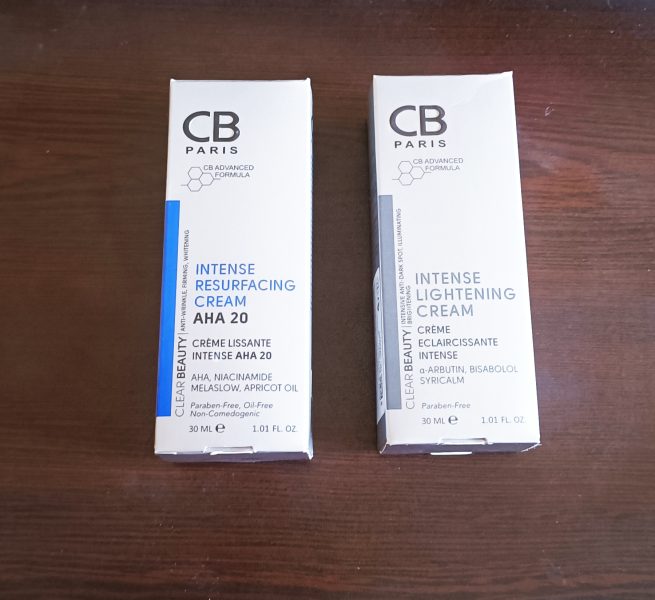 CB
PARIS
CB ADVANCED
FORMULA
CLEAR BEAUTY
ANTI-WRINKLE, FIRMING, WHITENING
INTENSE
RESURFACING
CREAM
AHA 20
CRÈME LISSANTE
INTENSE AHA 20
AHA, NIACINAMIDE
MELASLOW, APRICOT OIL
Paraben-Free, Oil-Free
Non-Comedogenic
30 ML e 1.01 FL. OZ.
CB
PARIS
CB ADVANCED
FORMULA
CLEAR BEAUTY
INTENSIVE ANTI-DARK SPOT, ILLUMINATING
BRIGHTENING
INTENSE
LIGHTENING
CREAM
CRÈME
ECLAIRCISSANTE
INTENSE
α-ARBUTIN, BISABOLOL
SYRICALM
Paraben-Free
30 ML e 1.01 FL. OZ.